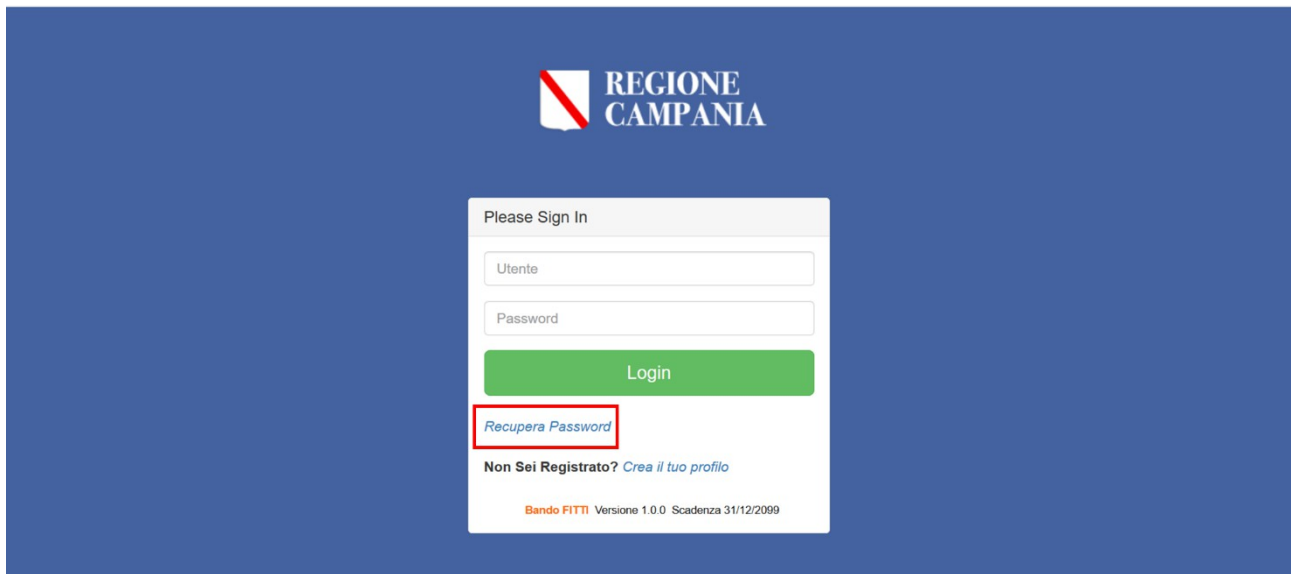 REGIONE
CAMPANIA
Please Sign In
Utente
Password
Login
Recupera Password
Non Sei Registrato? Crea il tuo profilo
Bando FITTI Versione 1.0.0 Scadenza 31/12/2099